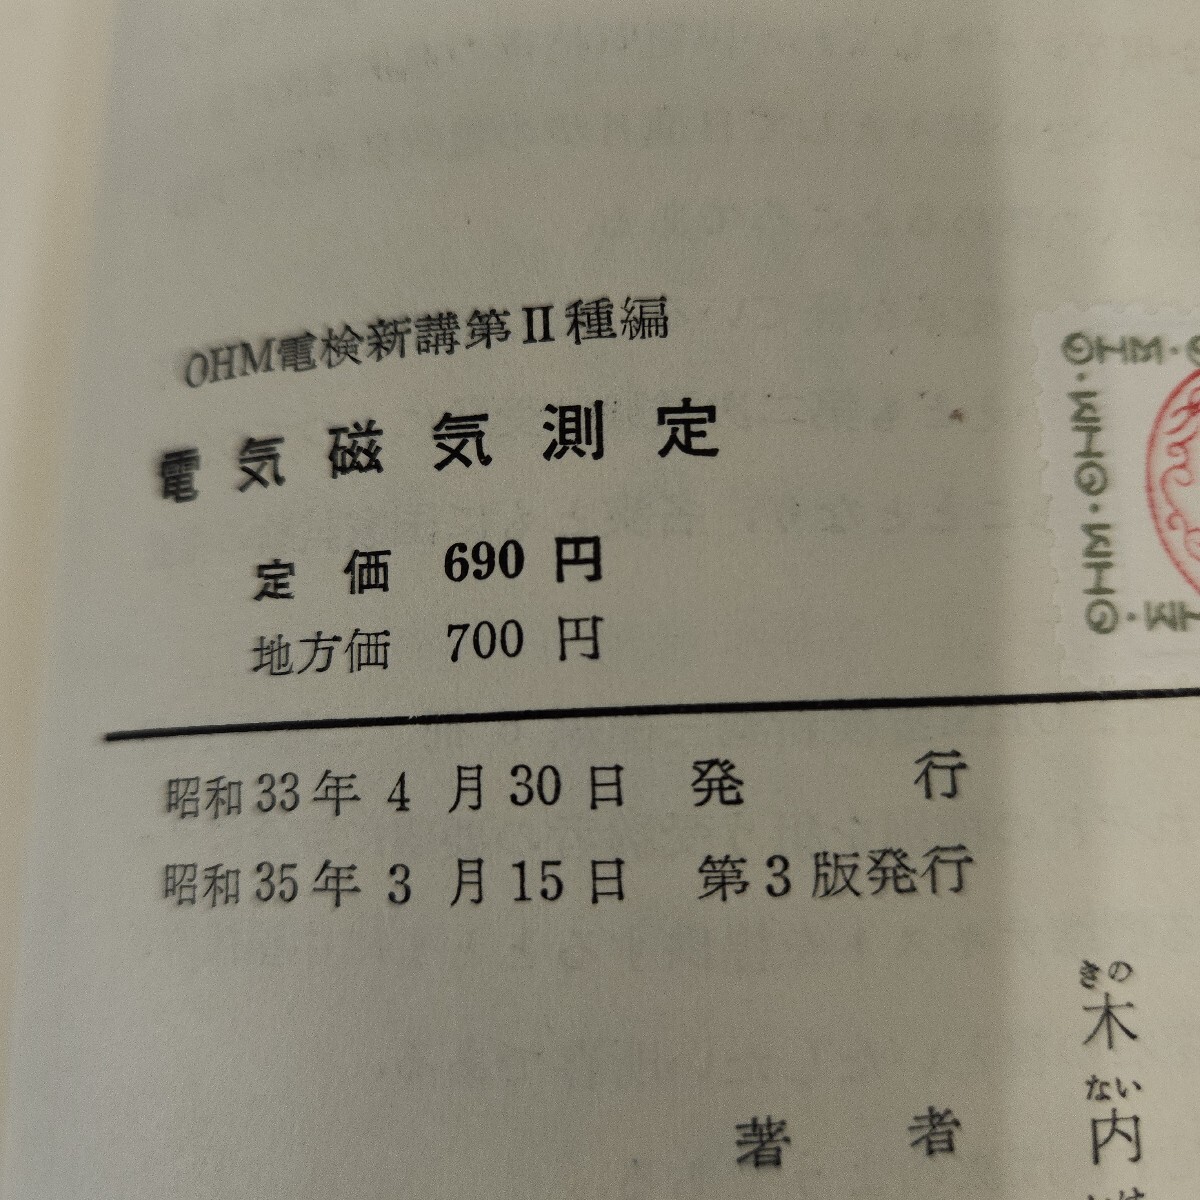 OHM電検新講第II種編
電気磁気測定
定価 690 円
地方価 700 円
OHM・OHM・OHM
昭和33年 4 月30日 発行
昭和35年 3 月15日 第3版発行
きの
木
ない
内
著者